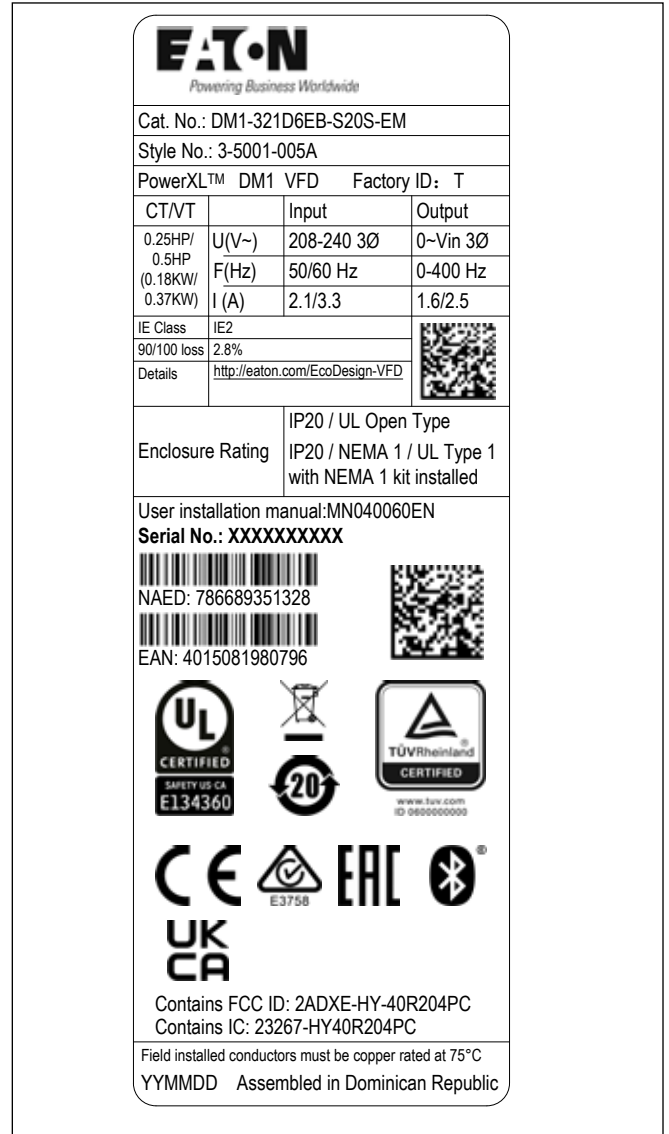 EATON
Powering Business Worldwide
Cat. No.: DM1-321D6EB-S20S-EM
Style No.: 3-5001-005A
PowerXL™ DM1 VFD Factory ID： T
CT/VT Input Output
0.25HP/
0.5HP
(0.18KW/
0.37KW)
U(V~) 208-240 3Ø 0~Vin 3Ø
F(Hz) 50/60 Hz 0-400 Hz
I (A) 2.1/3.3 1.6/2.5
IE Class IE2
90/100 loss 2.8%
Details http://eaton.com/EcoDesign-VFD
Enclosure Rating
IP20 / UL Open Type
IP20 / NEMA 1 / UL Type 1
with NEMA 1 kit installed
User installation manual:MN040060EN
Serial No.: XXXXXXXXXX
NAED: 786689351328
EAN: 4015081980796
UL
®
CERTIFIED
SAFETY US CA
E134360
20
®
TÜVRheinland
CERTIFIED
www.tuv.com
ID 0600000000
CE
E3758
EAC
®
UK
CA
Contains FCC ID: 2ADXE-HY-40R204PC
Contains IC: 23267-HY40R204PC
Field installed conductors must be copper rated at 75°C
YYMMDD Assembled in Dominican Republic